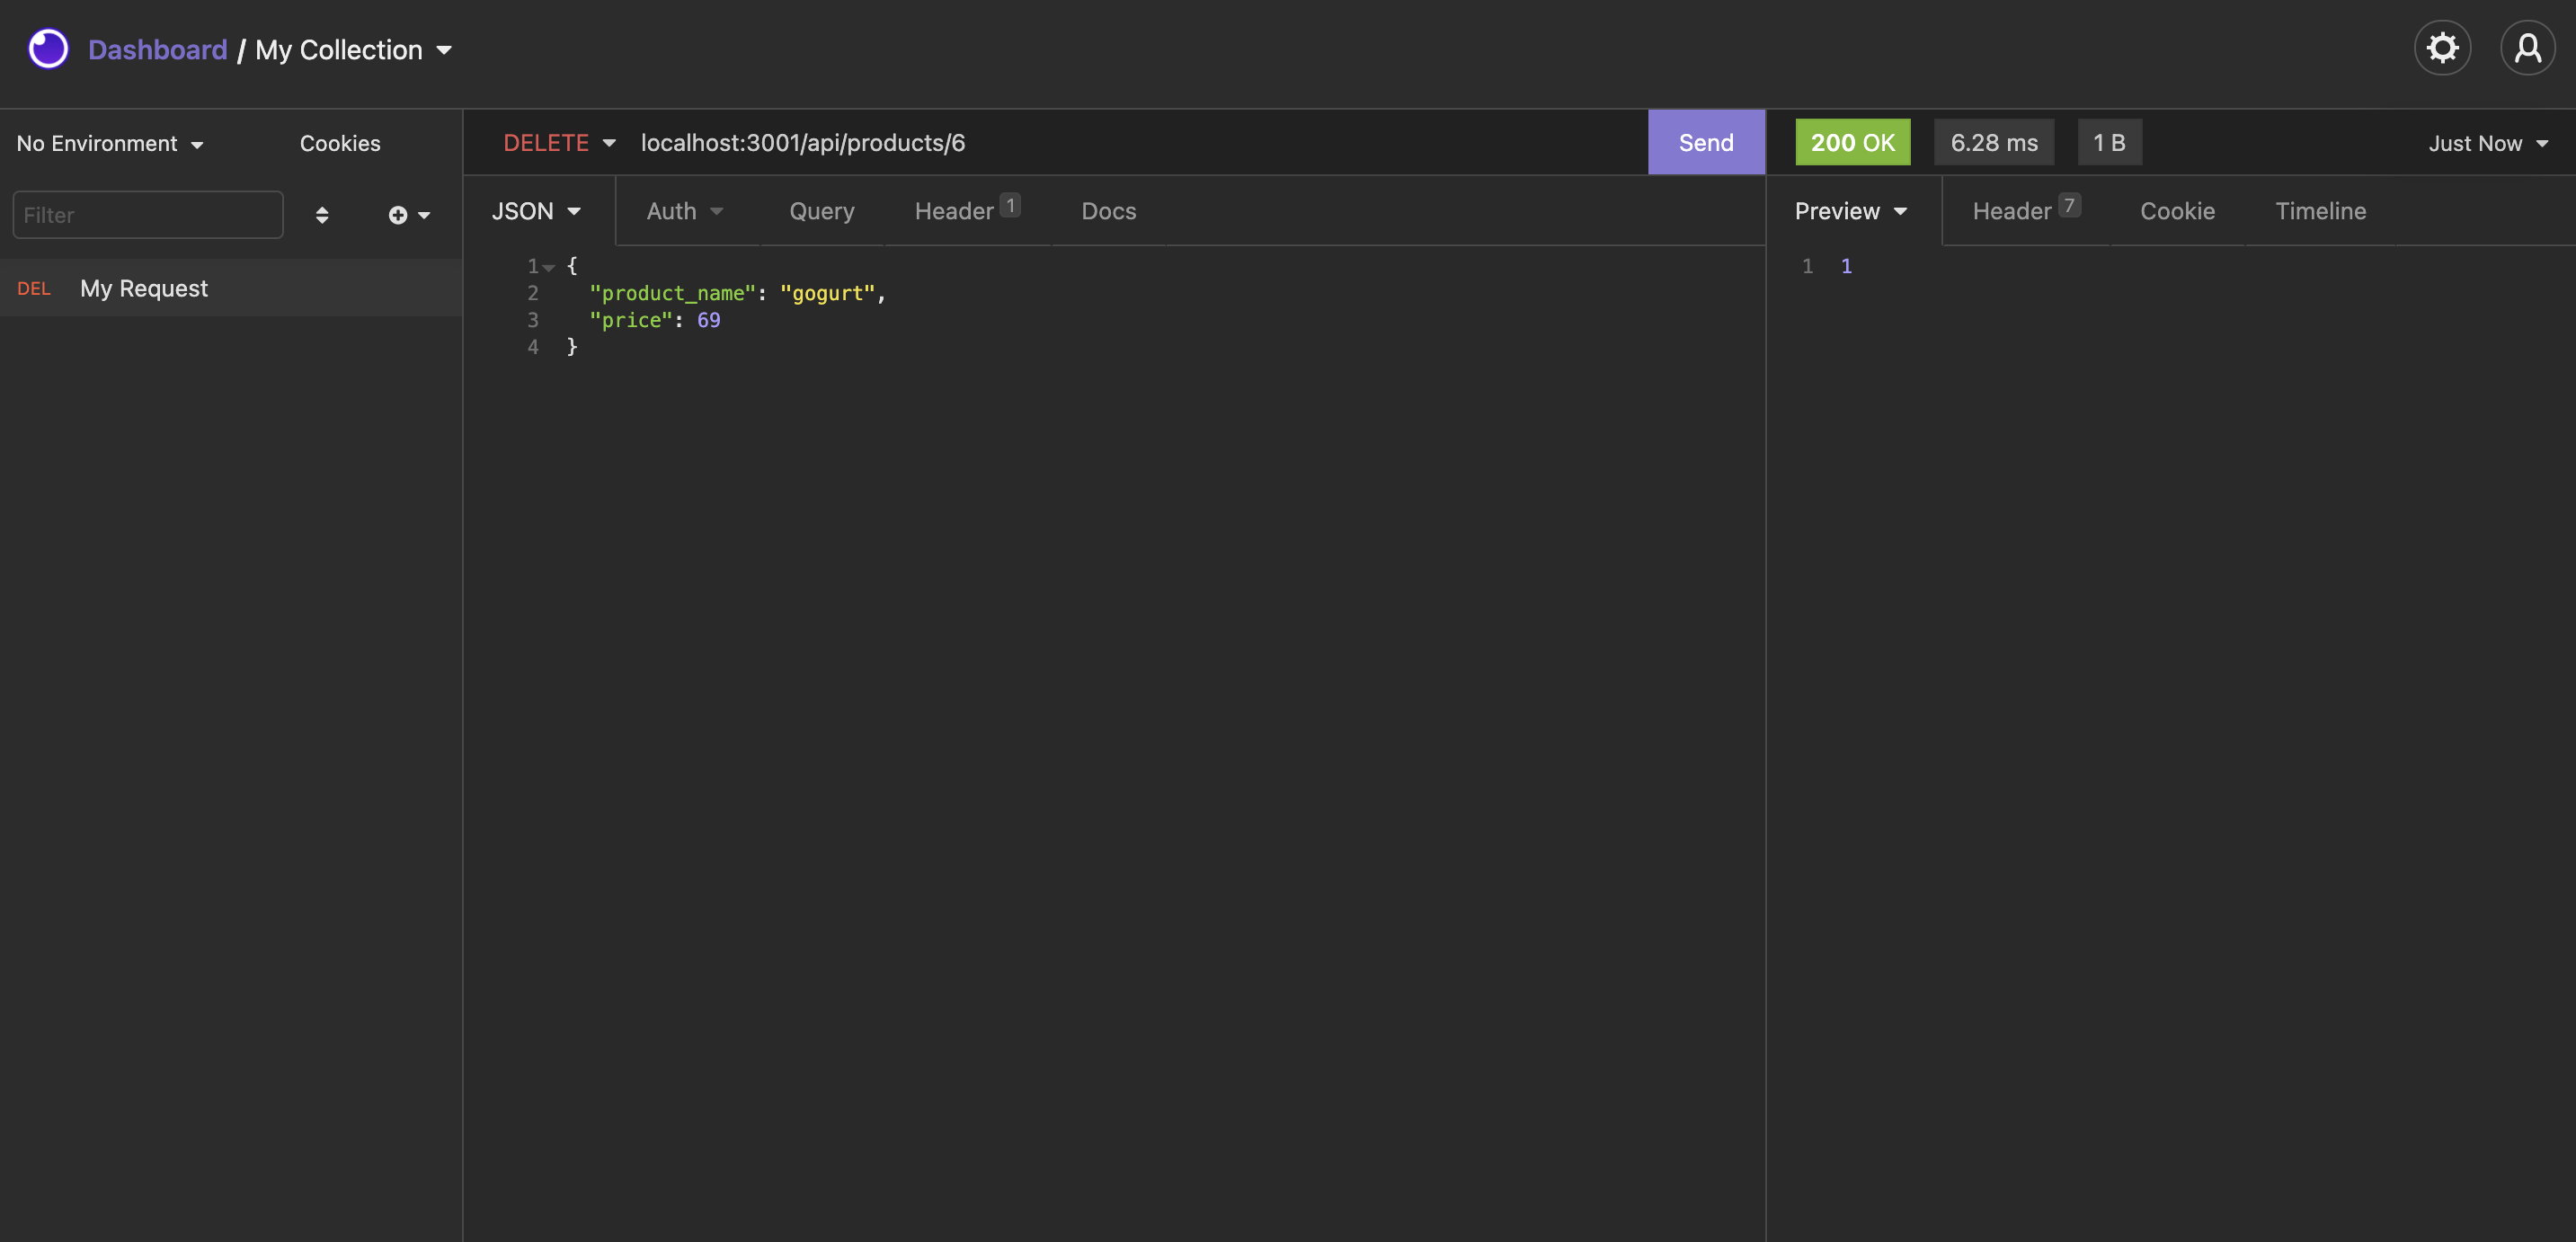 Dashboard / My Collection
No Environment Cookies
DELETE localhost:3001/api/products/6 Send
200 OK 6.28 ms 1 B Just Now
Filter
JSON Auth Query Header 1 Docs
Preview Header 7 Cookie Timeline
DEL My Request
1 {
2 "product_name": "gogurt",
3 "price": 69
4 }
1 1